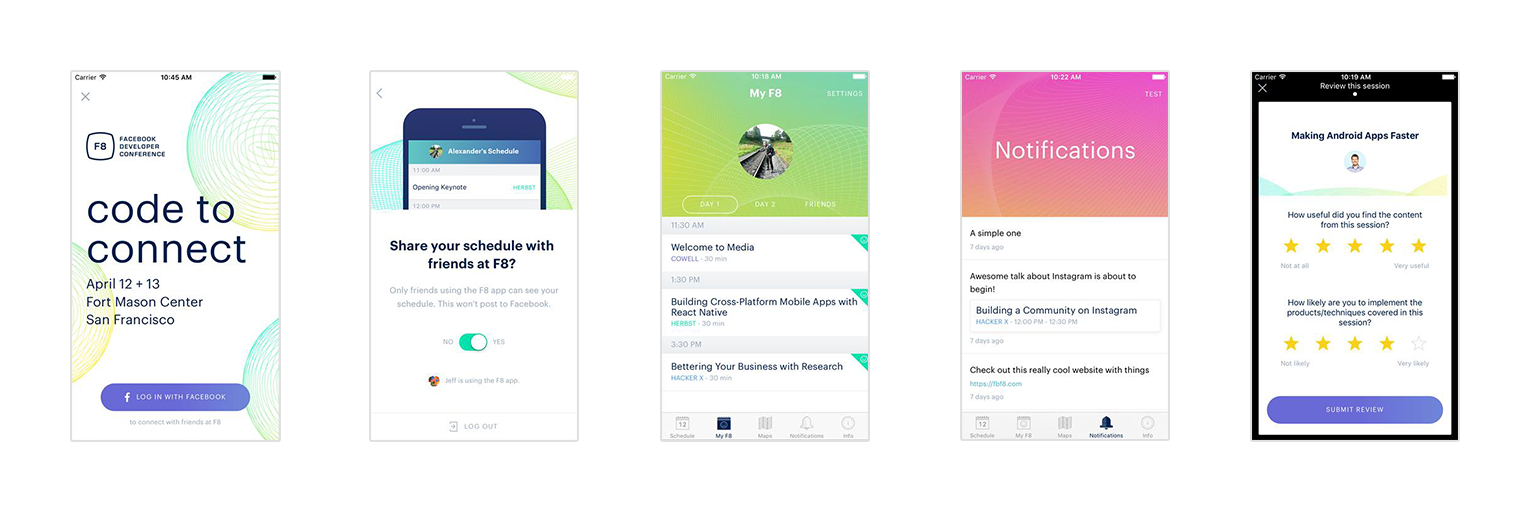 Carrier 10:45 AM
F8 FACEBOOK
DEVELOPER
CONFERENCE
code to
connect
April 12 + 13
Fort Mason Center
San Francisco
f LOG IN WITH FACEBOOK
to connect with friends at F8
Alexander's Schedule
11:00 AM
Opening Keynote HERBST
12:00 PM
Share your schedule with
friends at F8?
Only friends using the F8 app can see your
schedule. This won't post to Facebook.
NO YES
Jeff is using the F8 app.
LOG OUT
Carrier 10:18 AM
My F8 SETTINGS
DAY 1 DAY 2 FRIENDS
11:30 AM
Welcome to Media
COWELL - 30 min
1:30 PM
Building Cross-Platform Mobile Apps with
React Native
HERBST - 30 min
3:30 PM
Bettering Your Business with Research
HACKER X - 30 min
12
Schedule My F8 Maps Notifications Info
Carrier 10:22 AM
TEST
Notifications
A simple one
7 days ago
Awesome talk about Instagram is about to
begin!
Building a Community on Instagram
HACKER X - 12:00 PM - 12:30 PM
7 days ago
Check out this really cool website with things
https://fbf8.com
7 days ago
12
Schedule My F8 Maps Notifications Info
Carrier 10:19 AM
Review this session
Making Android Apps Faster
How useful did you find the content
from this session?
Not at all Very useful
How likely are you to implement the
products/techniques covered in this
session?
Not likely Very likely
SUBMIT REVIEW